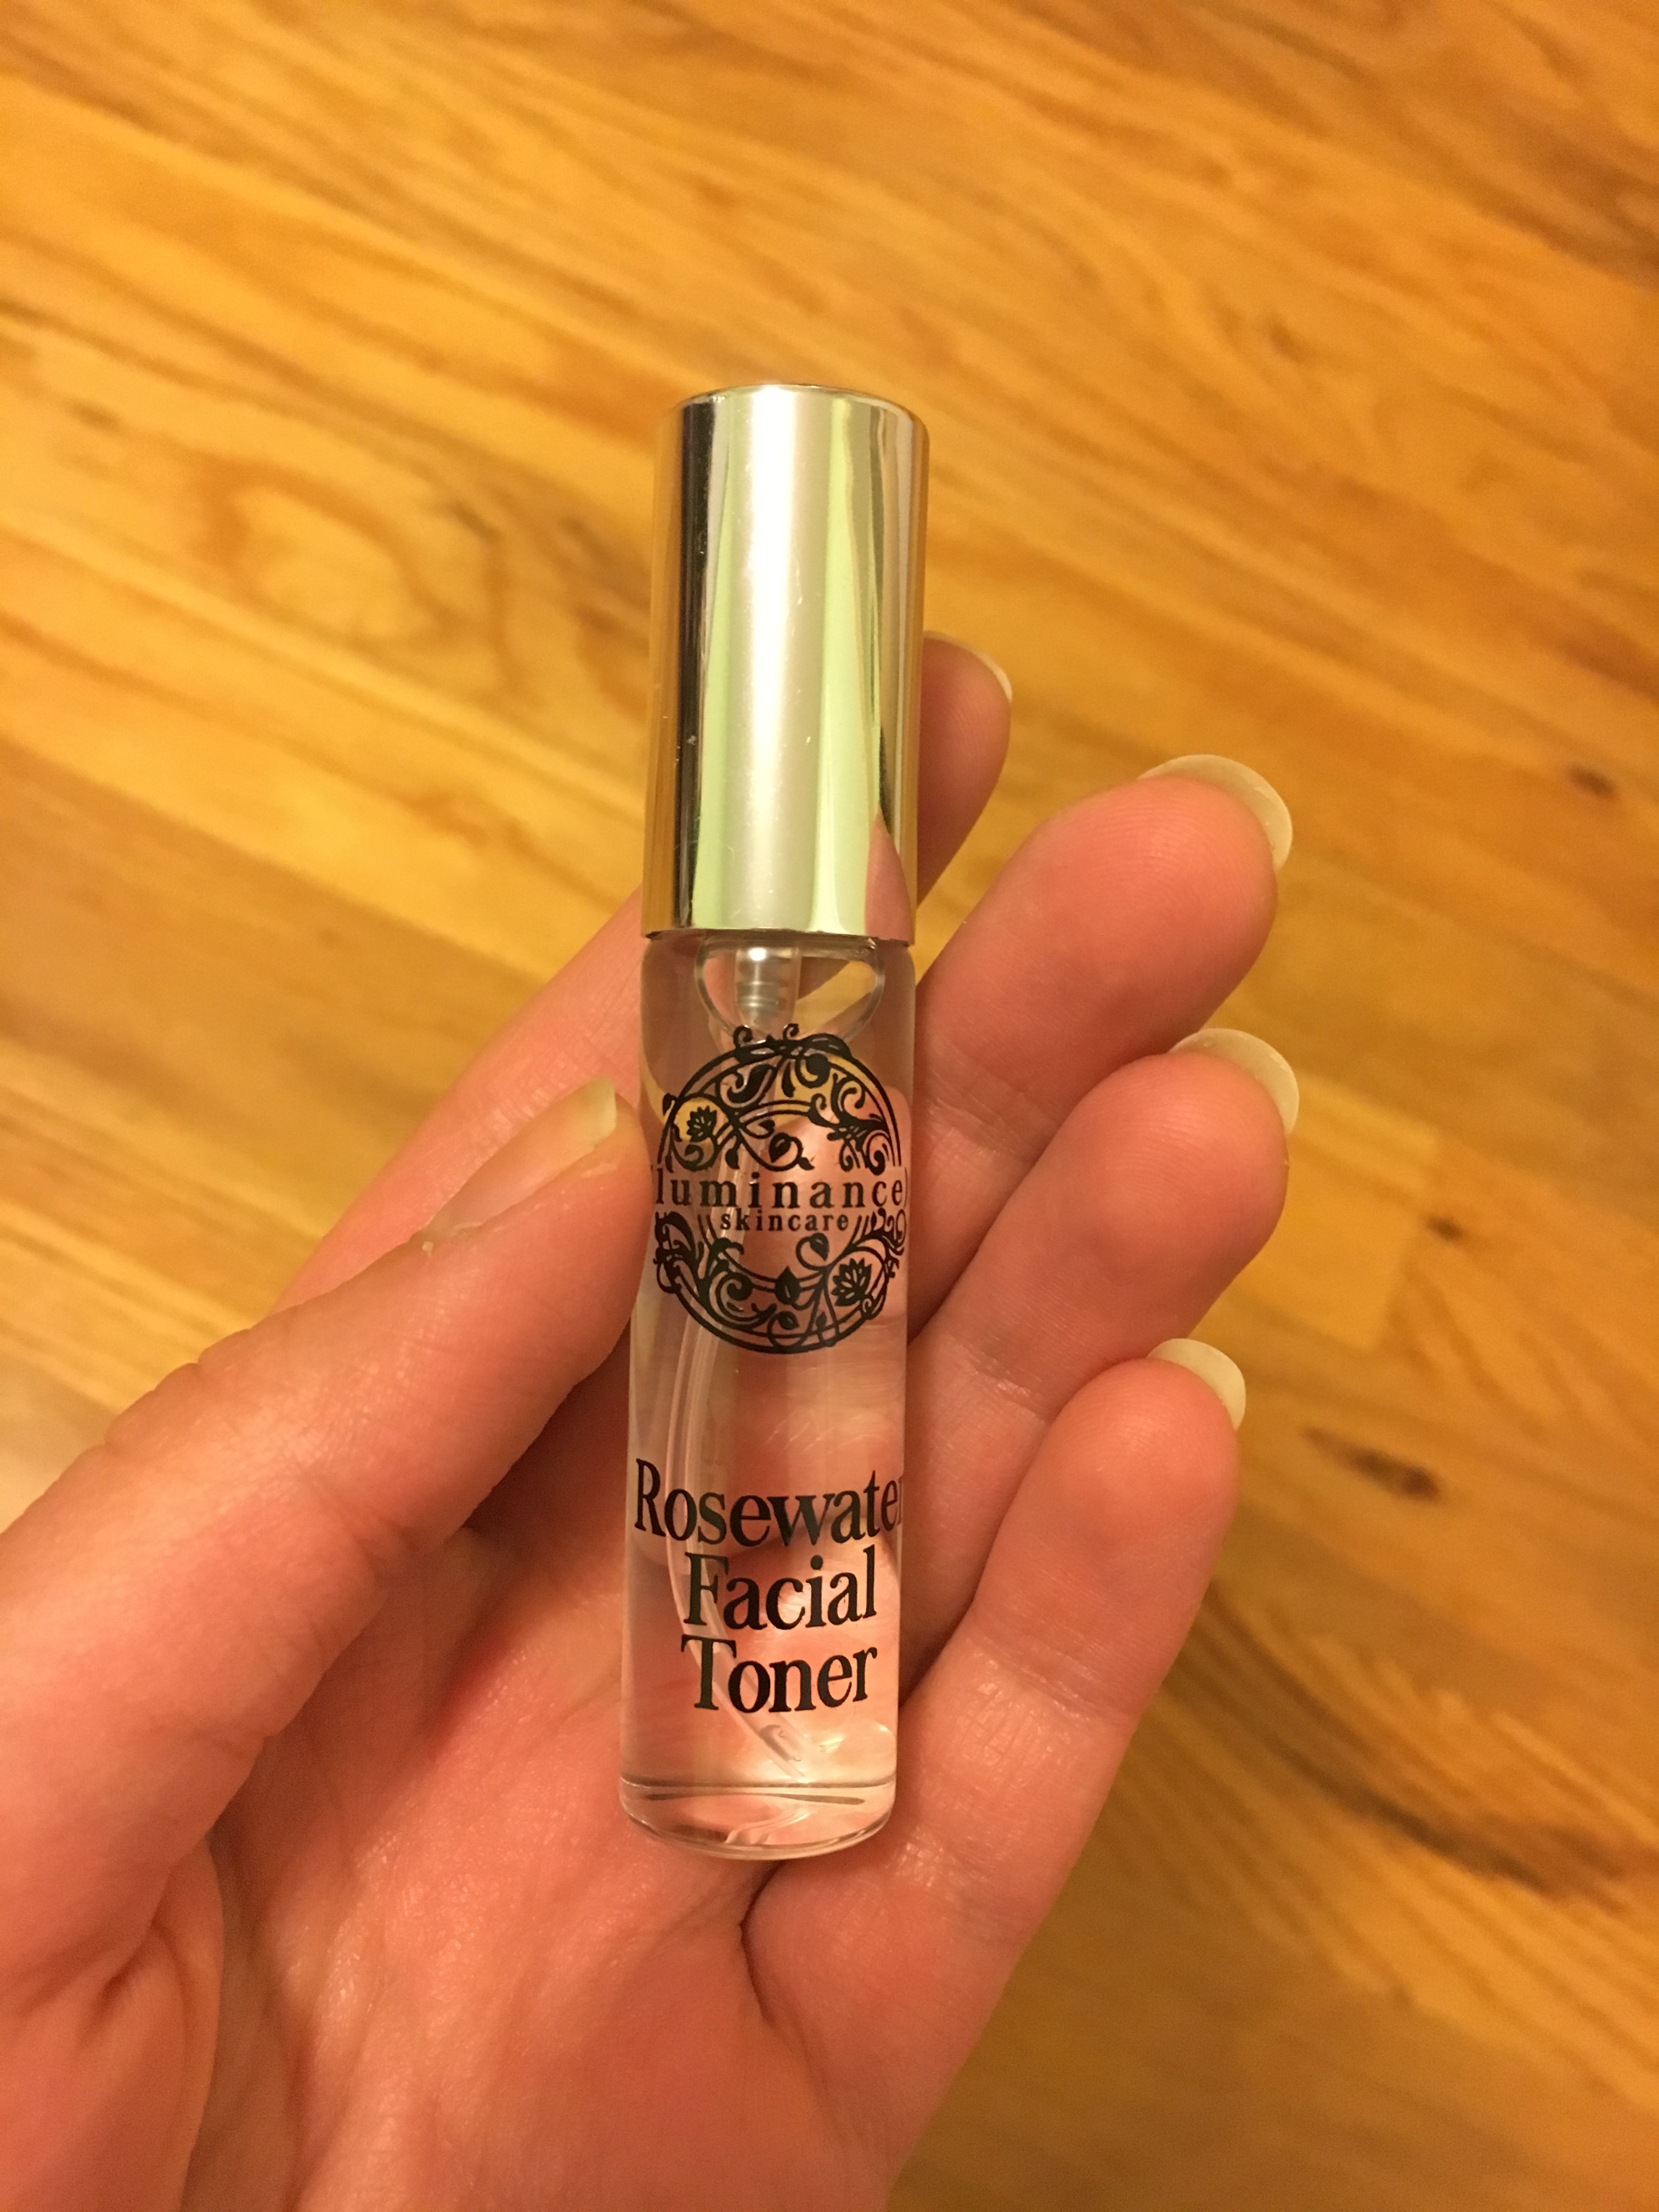 luminance
skincare
Rosewater
Facial
Toner